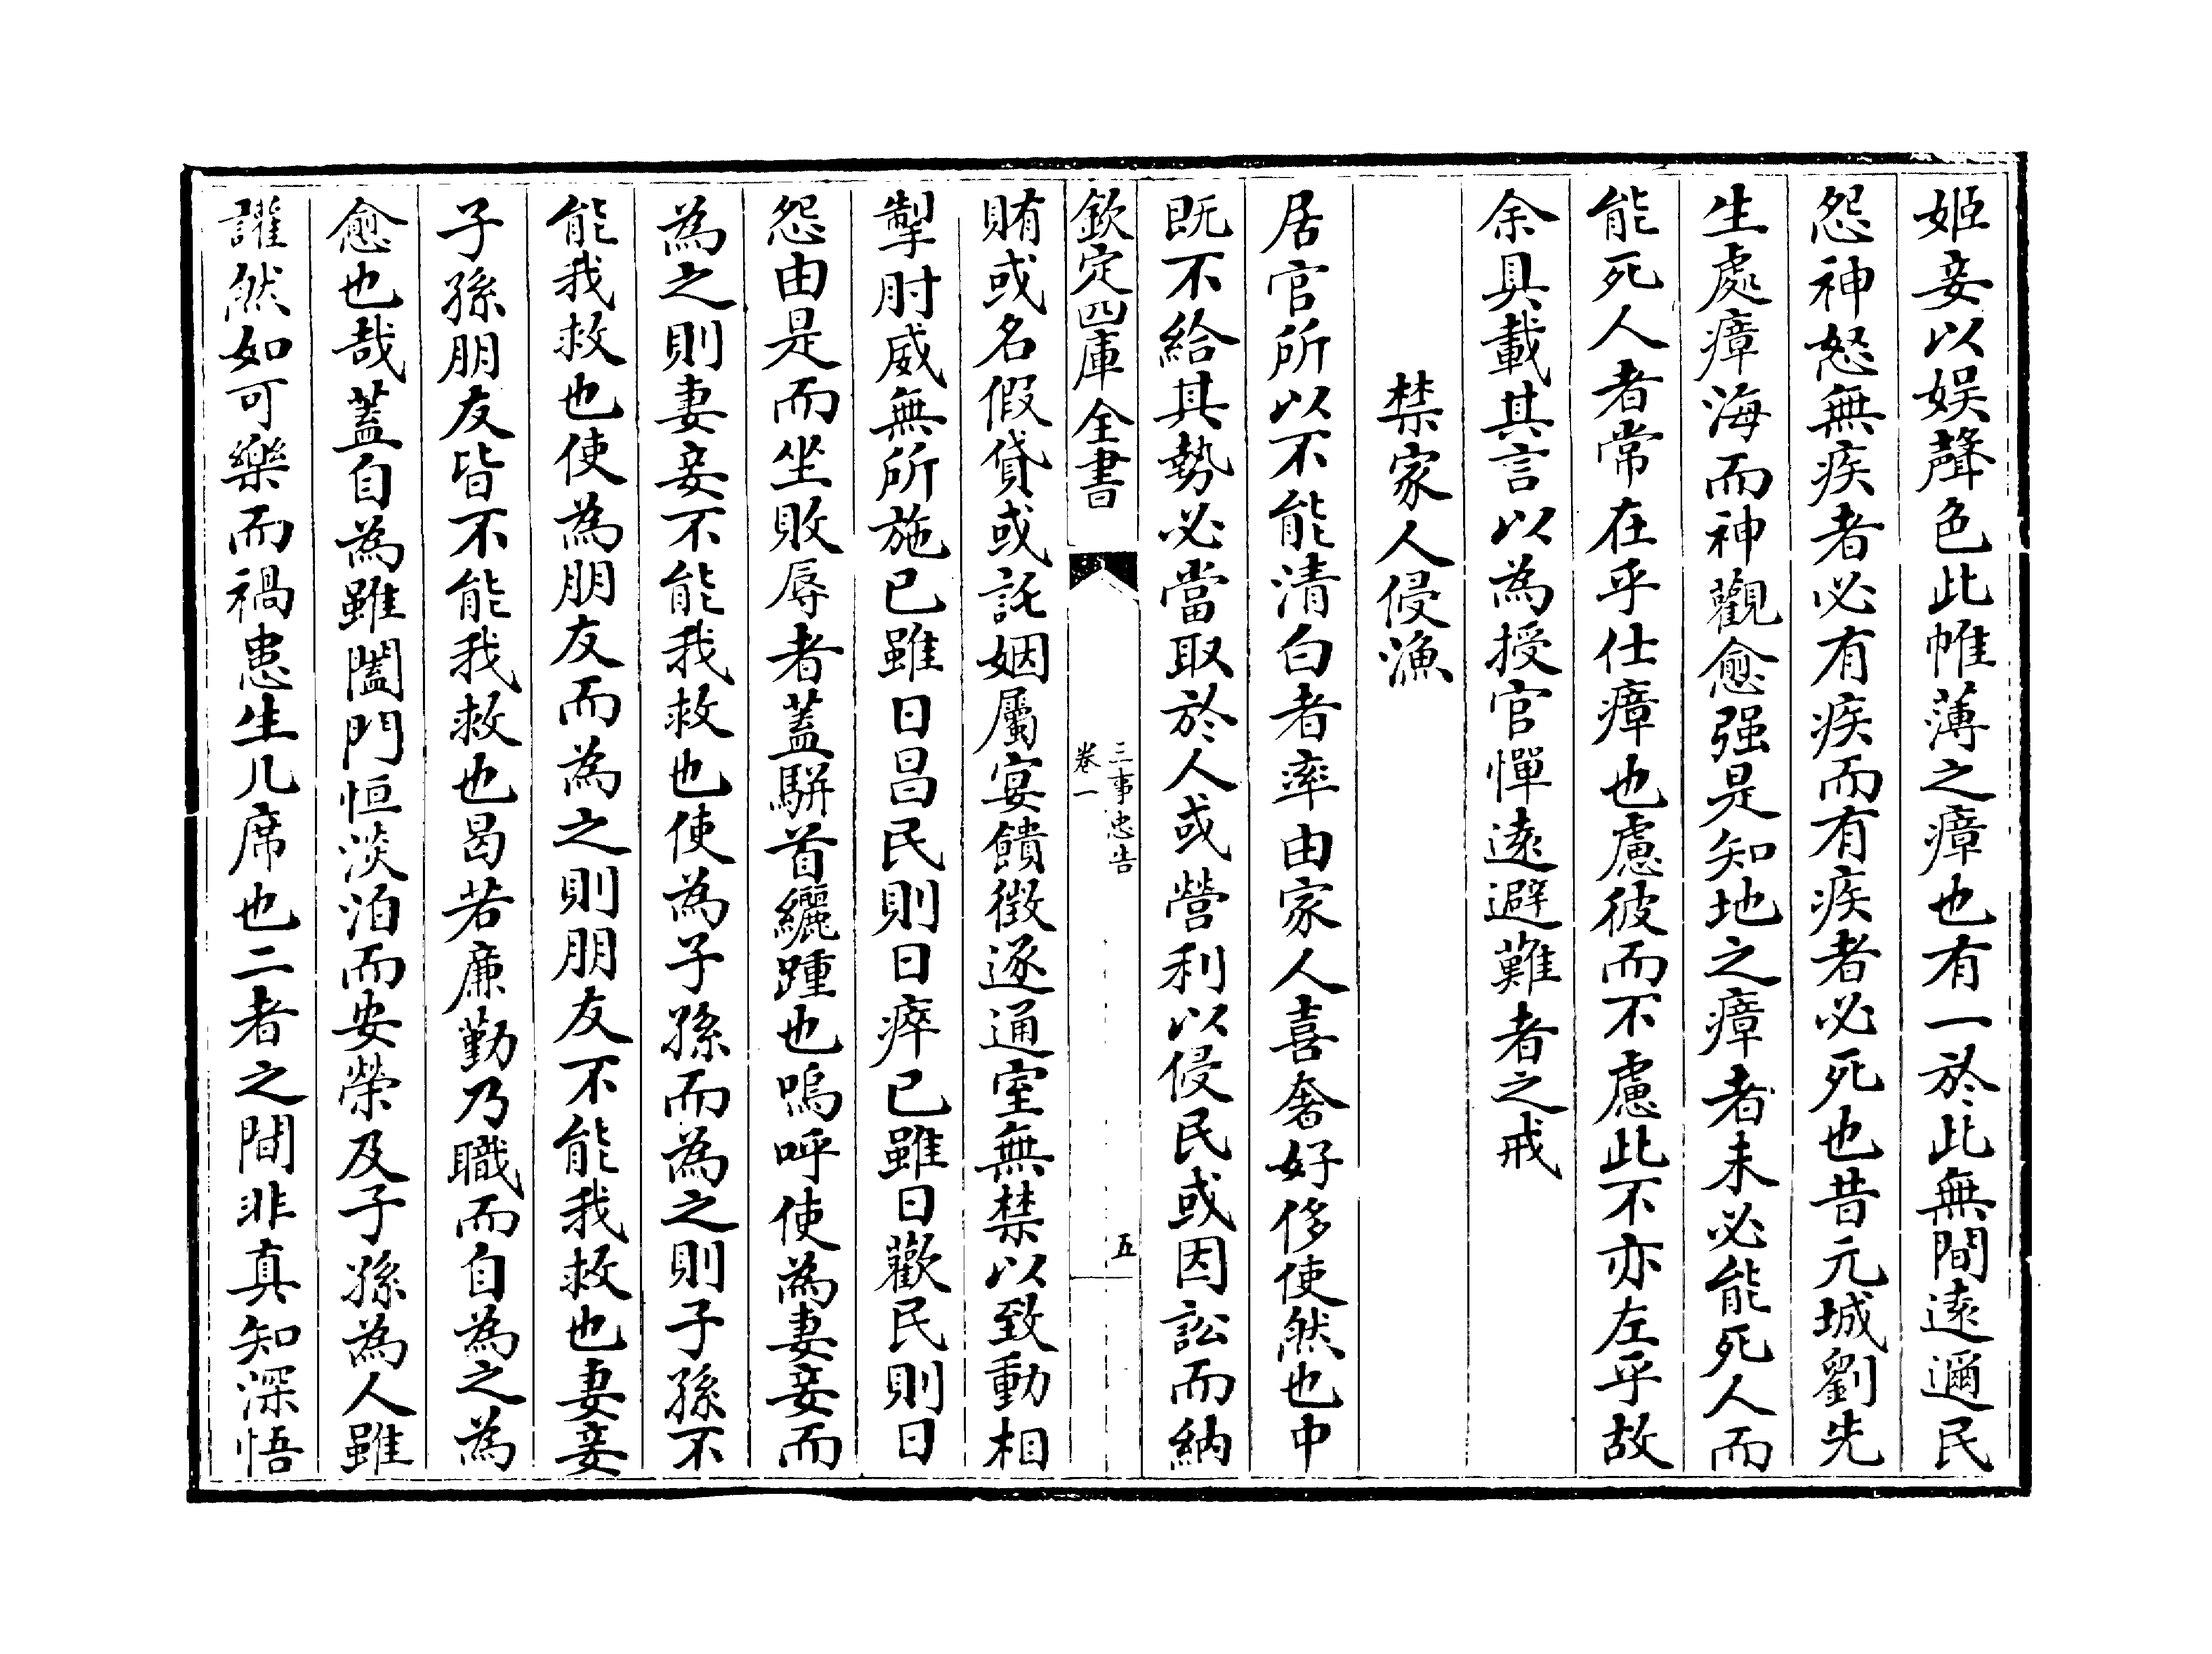 姬妾以娱聲色此帷薄之瘴也有一於此無間遠邇民
怨神怒無疾者必有疾而有疾者必死也昔元城劉先
生處瘴海而神觀愈强是知地之瘴者未必能死人而
能死人者常在乎仕瘴也慮彼而不慮此不亦左乎故
余具載其言以為授官憚遠避難者之戒
禁家人侵漁
居官所以不能清白者率由家人喜奢好侈使然也中
既不給其勢必當取於人或營利以侵民或因訟而納
欽定四庫全書
三事忠告
卷一
五
賄或名假貸或託姻屬宴饋徵逐通室無禁以致動相
掣肘威無所施已雖日昌民則日瘁已雖日歡民則日
怨由是而坐敗辱者蓋駢首纚踵也嗚呼使為妻妾而
為之則妻妾不能我救也使為子孫而為之則子孫不
能我救也使為朋友而為之則朋友不能我救也妻妾
子孫朋友皆不能我救也曷若廉勤乃職而自為之為
愈也哉蓋自為雖闔門恒淡泊而安榮及子孫為人雖
讙然如可樂而禍患生几席也二者之間非真知深悟